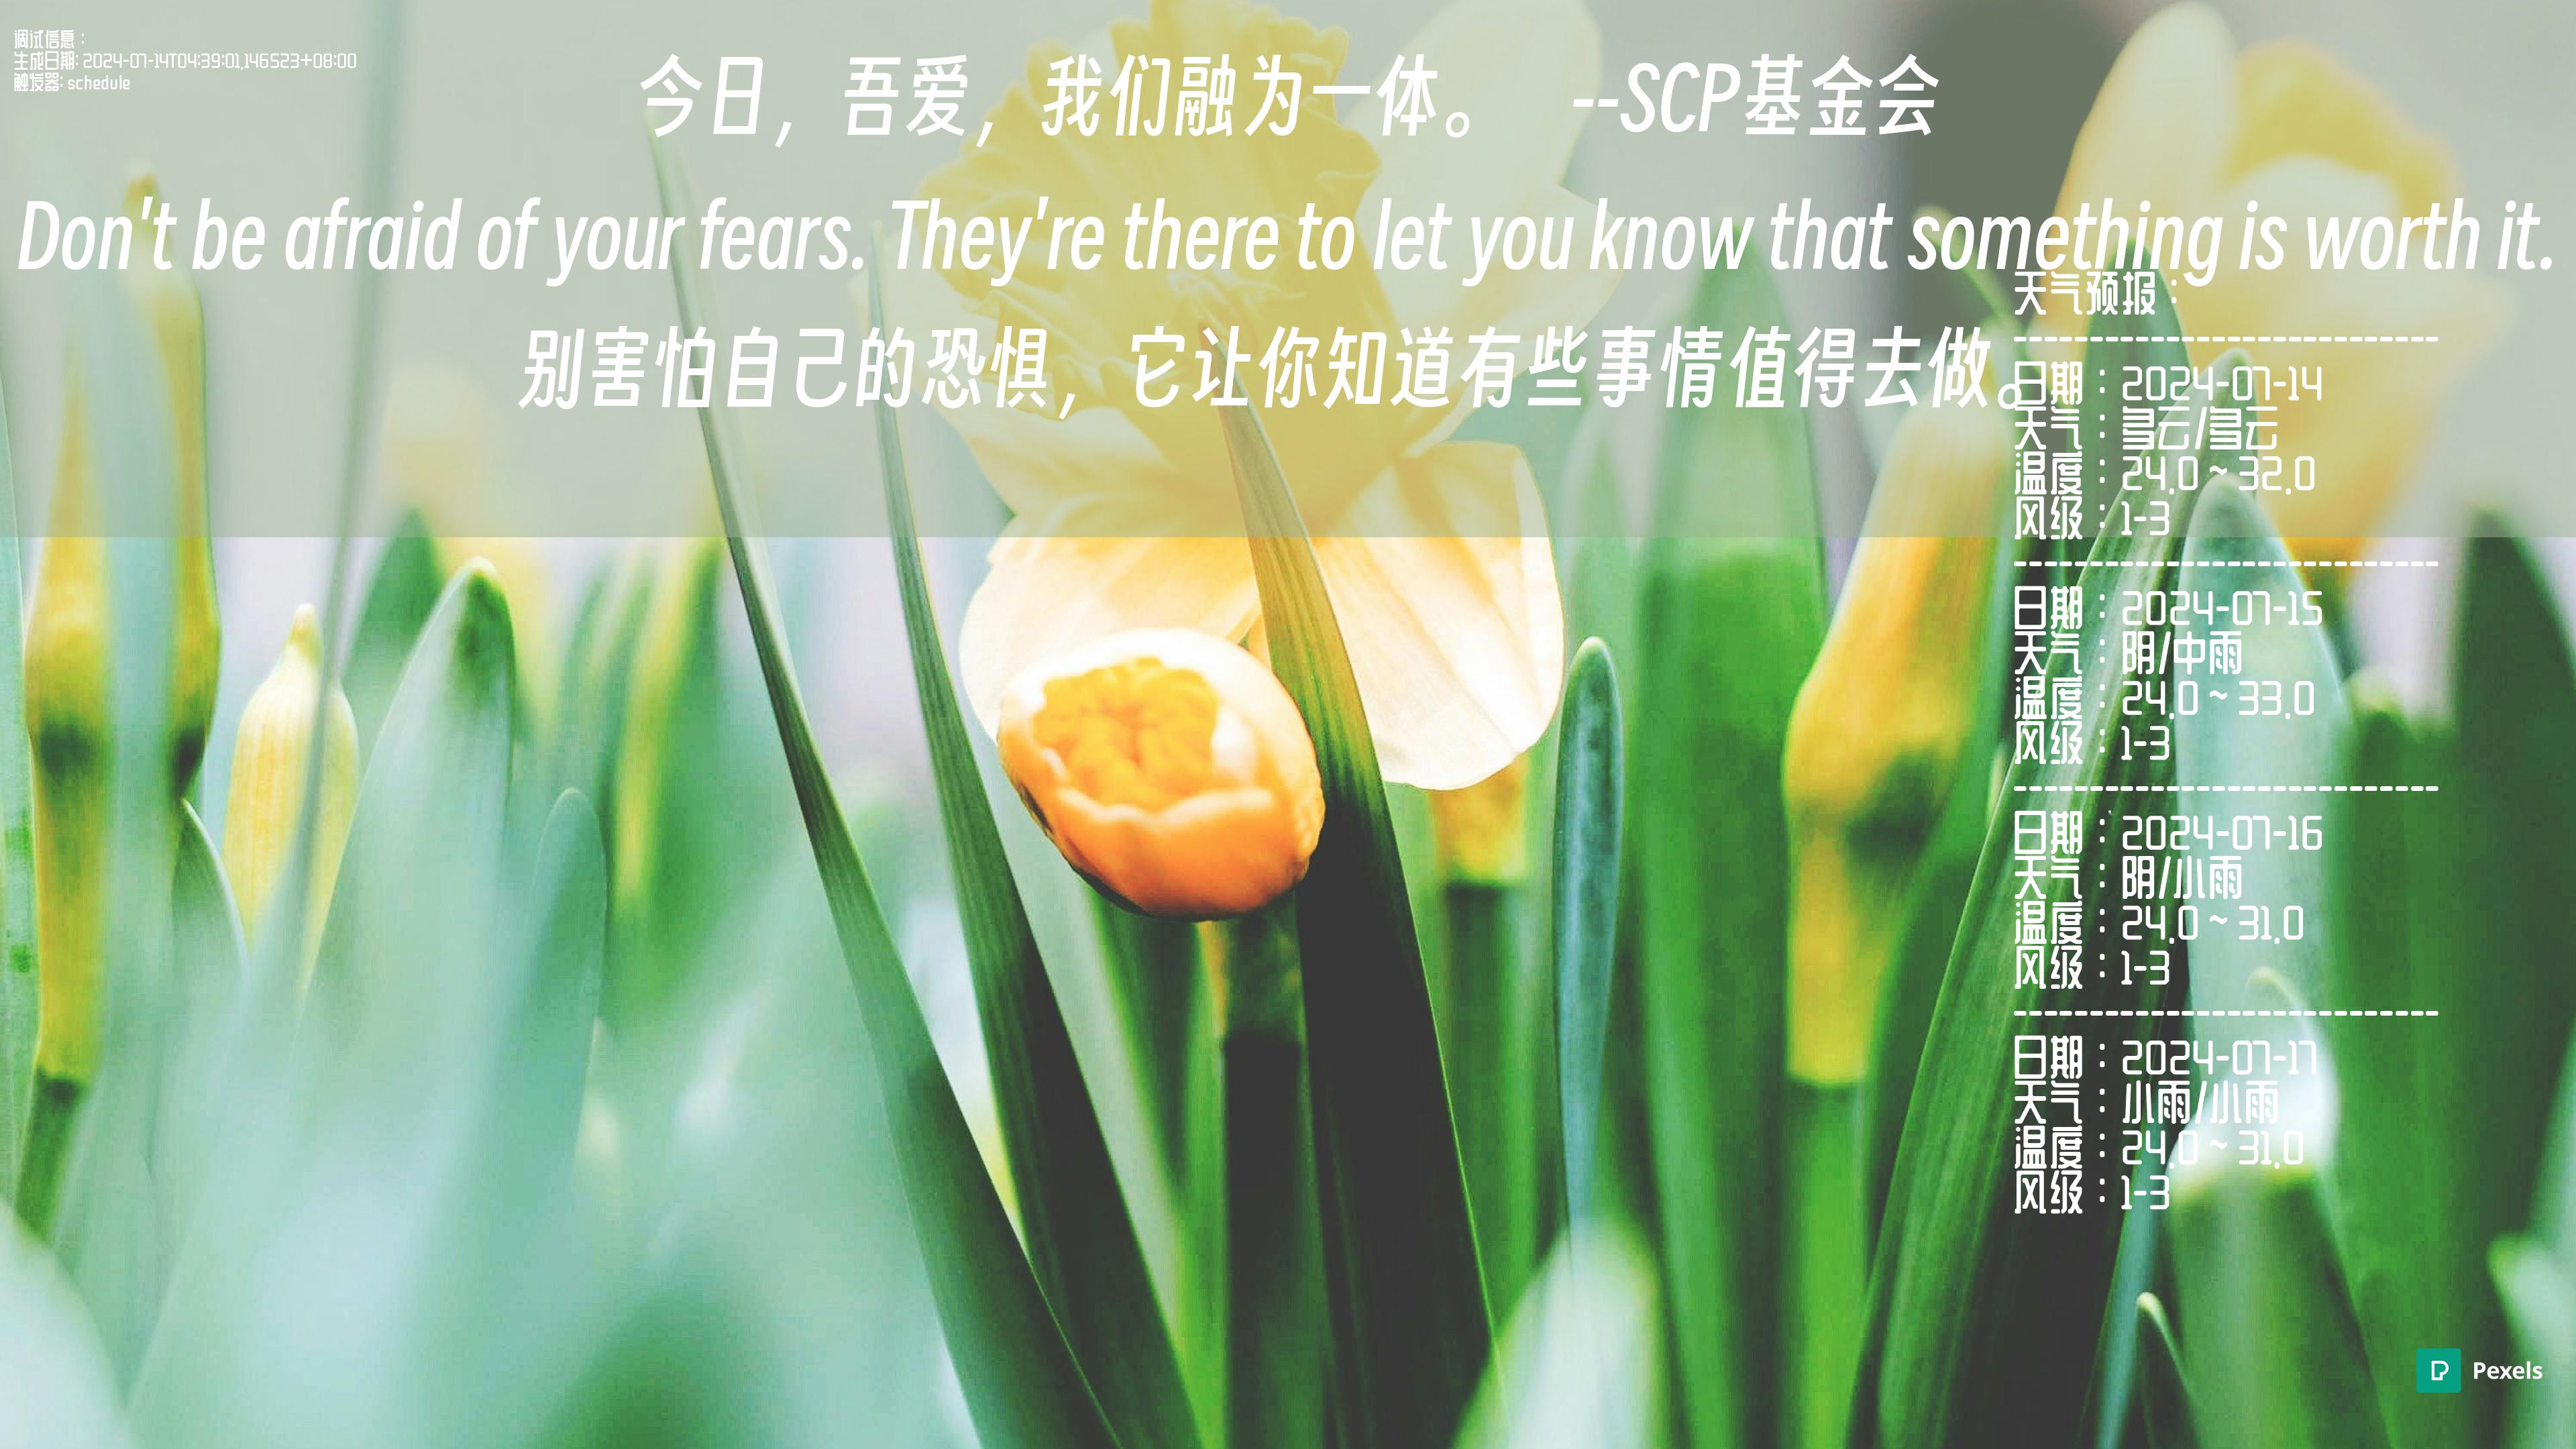 调试信息：
生成日期: 2024-07-14T04:39:01.146523+08:00
触发器: schedule
今日，吾爱，我们融为一体。 --SCP基金会
Don't be afraid of your fears. They're there to let you know that something is worth it.
别害怕自己的恐惧，它让你知道有些事情值得去做。
天气预报：
----------------------------
日期：2024-07-14
天气：多云/多云
温度：24.0 ~ 32.0
风级：1-3
----------------------------
日期：2024-07-15
天气：阴/中雨
温度：24.0 ~ 33.0
风级：1-3
----------------------------
日期：2024-07-16
天气：阴/小雨
温度：24.0 ~ 31.0
风级：1-3
----------------------------
日期：2024-07-17
天气：小雨/小雨
温度：24.0 ~ 31.0
风级：1-3
Pexels